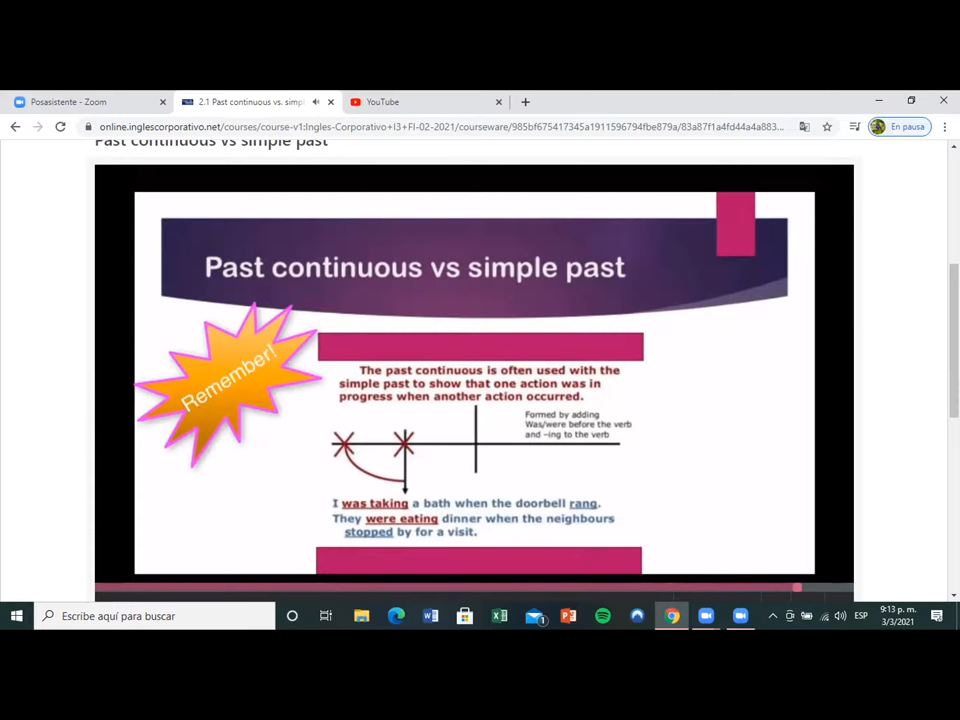 Posasistente - Zoom
2.1 Past continuous vs. simp
YouTube
online.inglescorporativo.net/courses/course-v1:Ingles-Corporativo+I3+FI-02-2021/courseware/985bf675417345a1911596794fbe879a/83a87f1a4fd44a4a883...
En pausa
Past continuous vs simple past
Past continuous vs simple past
Remember!
The past continuous is often used with the
simple past to show that one action was in
progress when another action occurred.
Formed by adding
Was/were before the verb
and –ing to the verb
I was taking a bath when the doorbell rang.
They were eating dinner when the neighbours
stopped by for a visit.
Escribe aquí para buscar
1
ESP
9:13 p. m.
3/3/2021